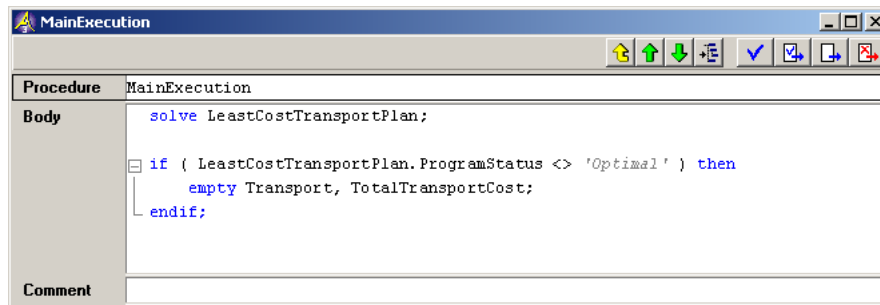 MainExecution
Procedure MainExecution
Body solve LeastCostTransportPlan;
if ( LeastCostTransportPlan.ProgramStatus <> 'Optimal' ) then
empty Transport, TotalTransportCost;
endif;
Comment